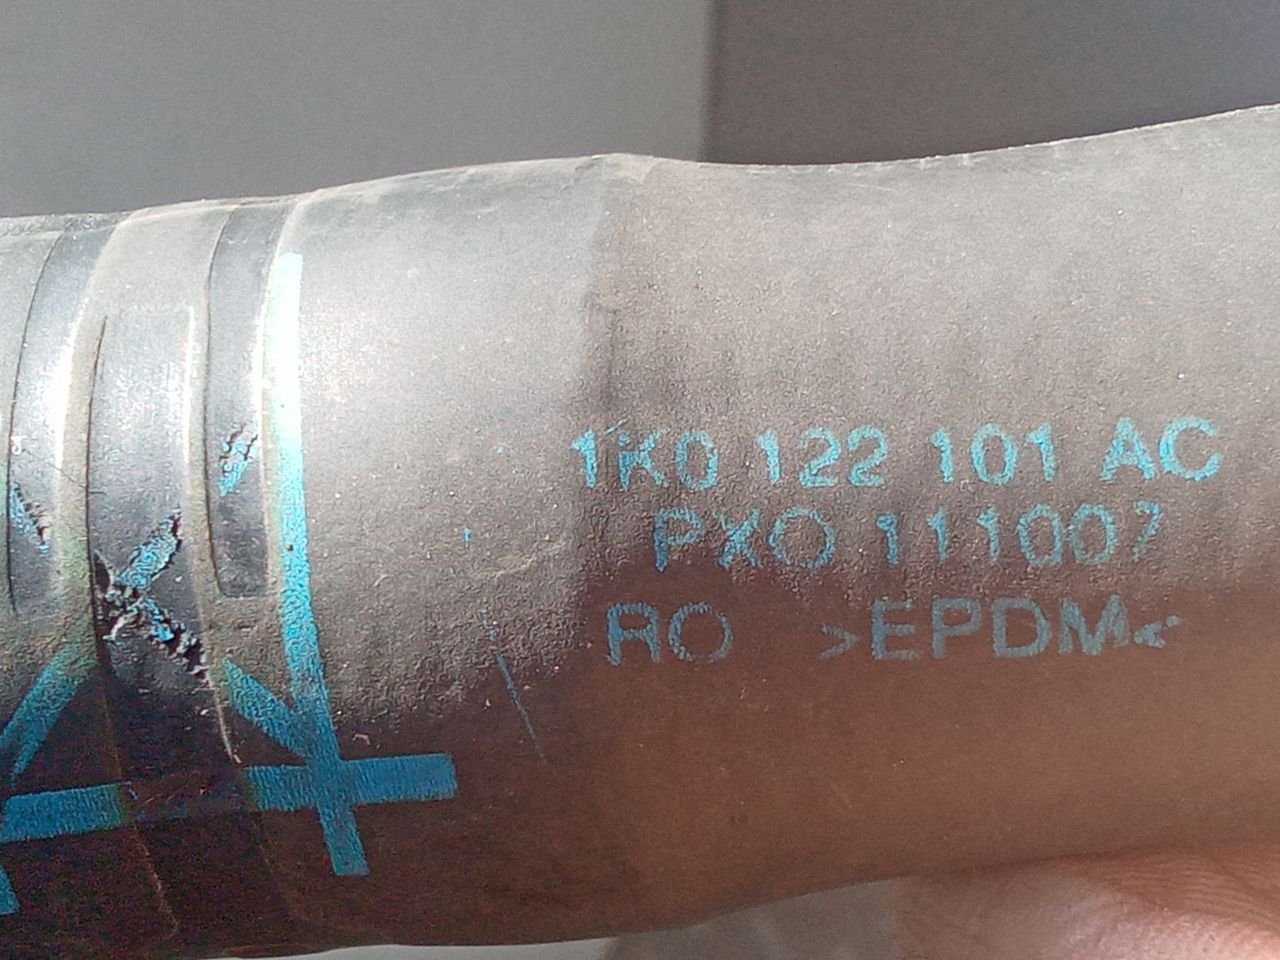 1K0 122 101 AC
PXO 111007
RO >EPDM<